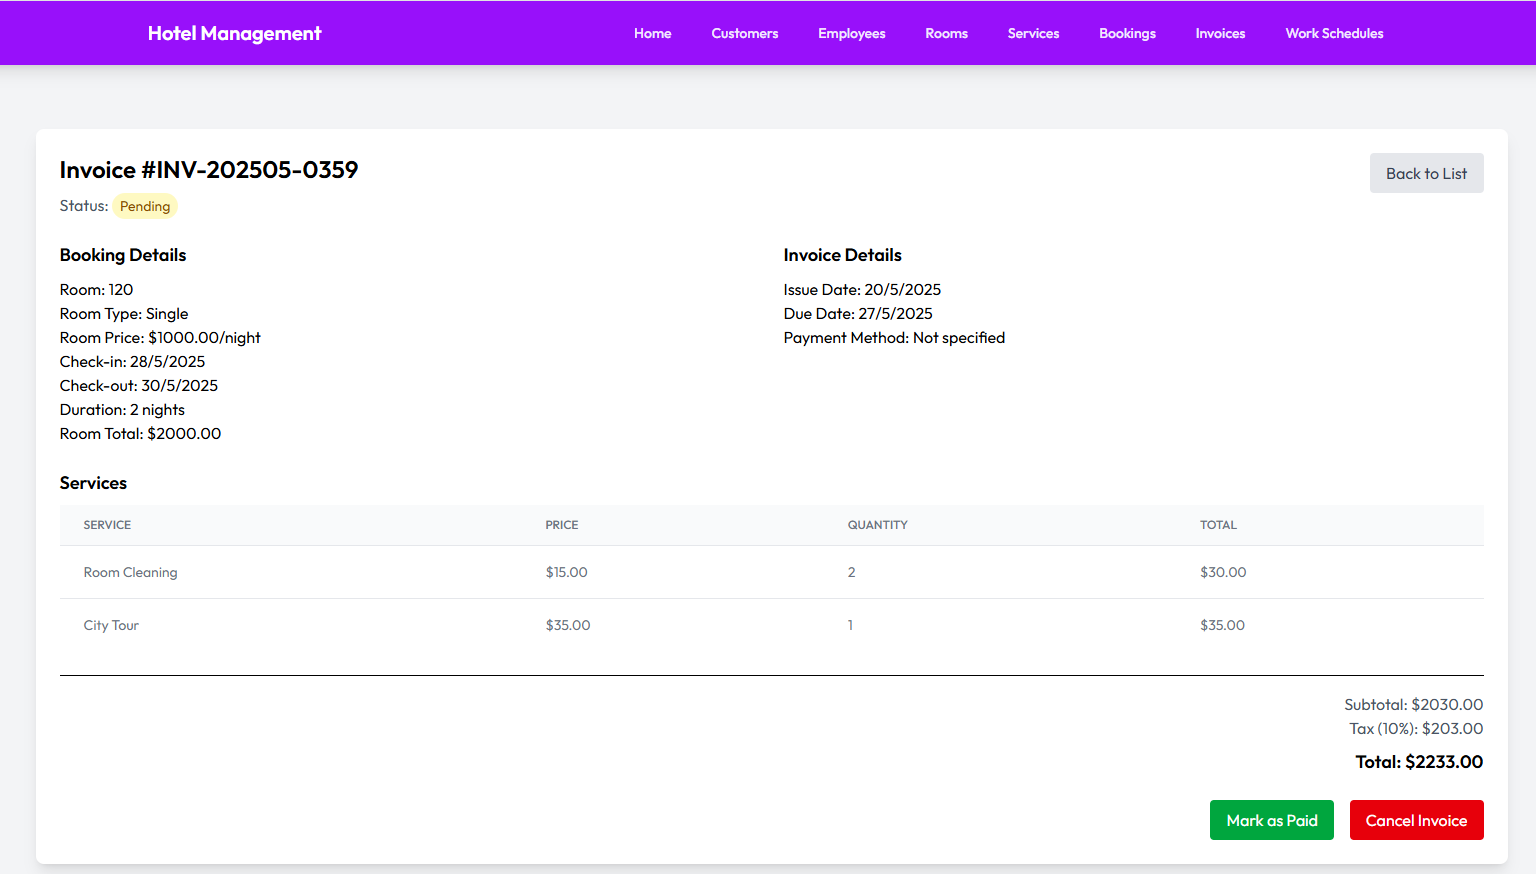 Hotel Management Home Customers Employees Rooms Services Bookings Invoices Work Schedules
Invoice #INV-202505-0359
Back to List
Status: Pending
Booking Details
Room: 120
Room Type: Single
Room Price: $1000.00/night
Check-in: 28/5/2025
Check-out: 30/5/2025
Duration: 2 nights
Room Total: $2000.00
Invoice Details
Issue Date: 20/5/2025
Due Date: 27/5/2025
Payment Method: Not specified
Services
SERVICE PRICE QUANTITY TOTAL
Room Cleaning $15.00 2 $30.00
City Tour $35.00 1 $35.00
Subtotal: $2030.00
Tax (10%): $203.00
Total: $2233.00
Mark as Paid Cancel Invoice